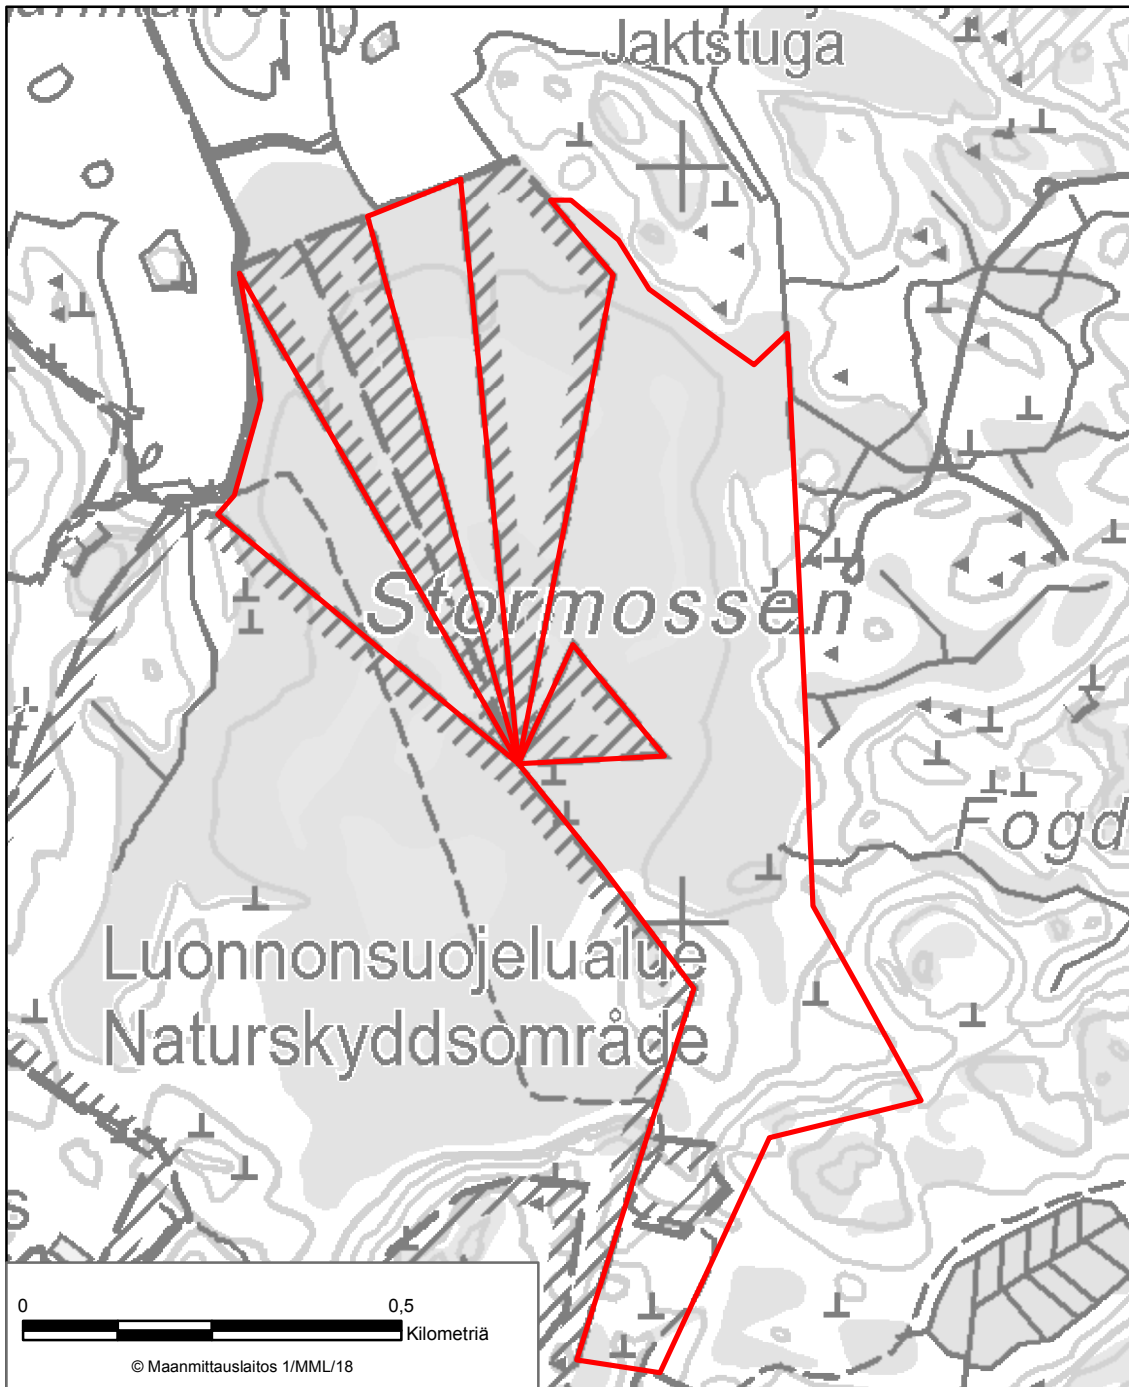 Jaktstuga
Stormossen
Fogd
Luonnonsuojelualue
Naturskyddsområde
s
0 0,5
Kilometriä
© Maanmittauslaitos 1/MML/18